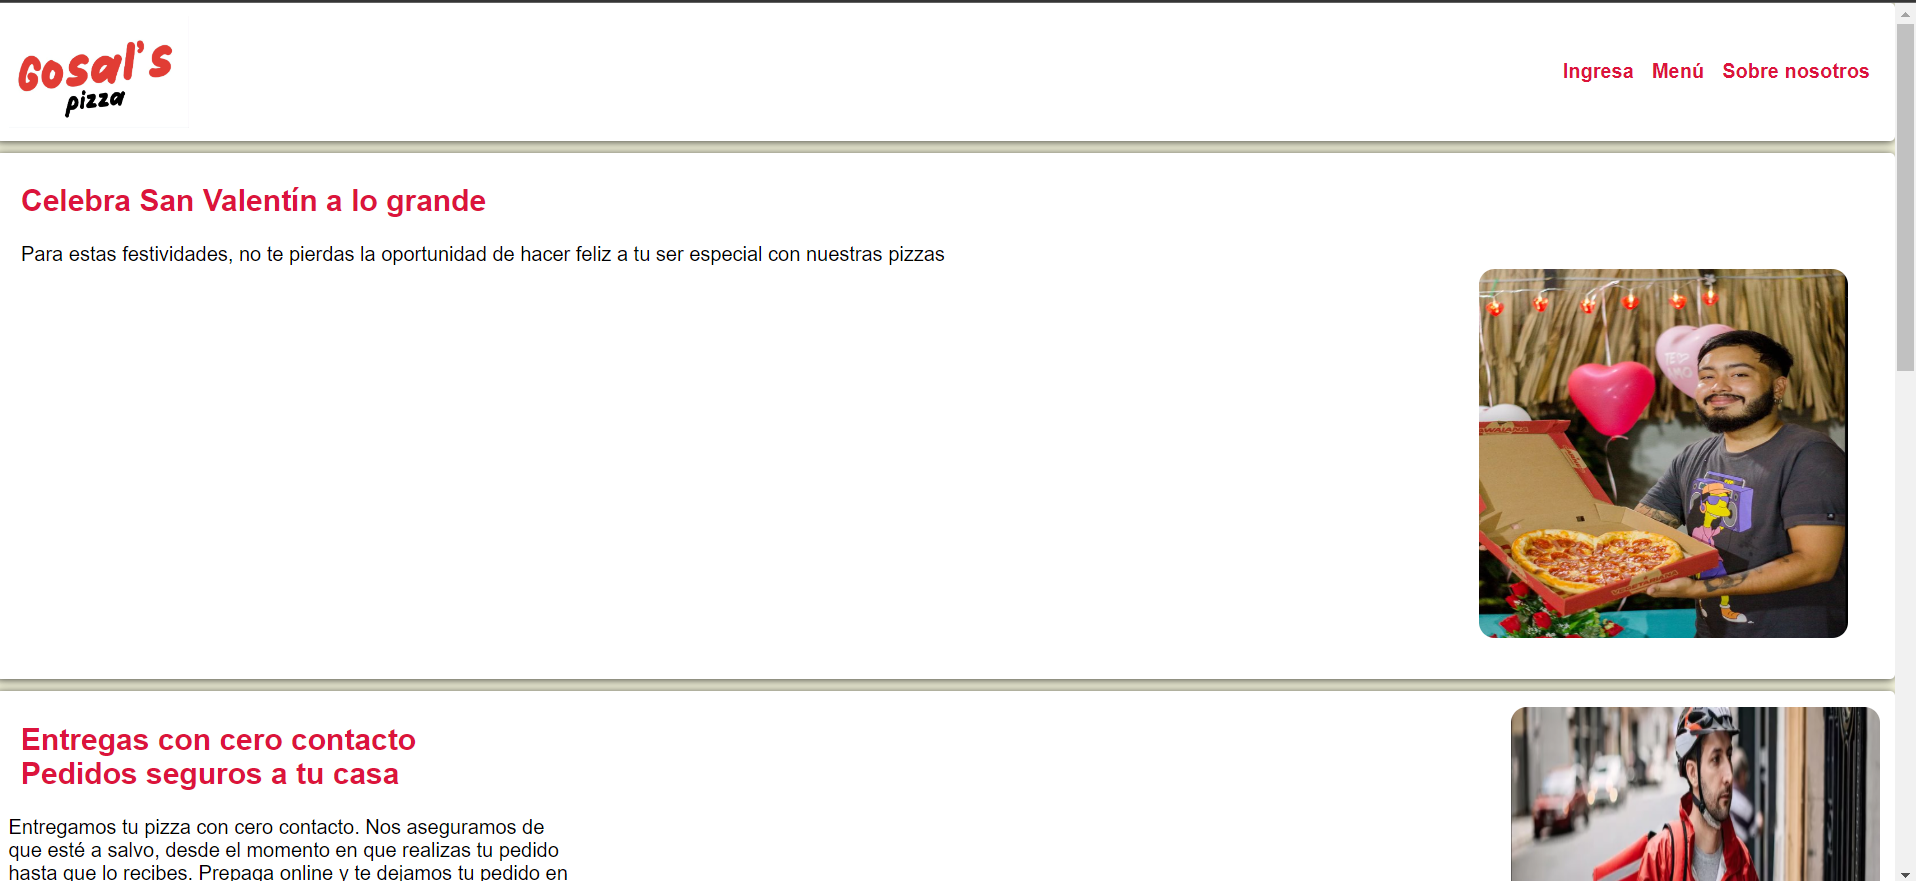 Gosal's
pizza
Ingresa Menú Sobre nosotros
Celebra San Valentín a lo grande
Para estas festividades, no te pierdas la oportunidad de hacer feliz a tu ser especial con nuestras pizzas
Entregas con cero contacto
Pedidos seguros a tu casa
Entregamos tu pizza con cero contacto. Nos aseguramos de
que esté a salvo, desde el momento en que realizas tu pedido
hasta que lo recibes. Prepaga online y te dejamos tu pedido en